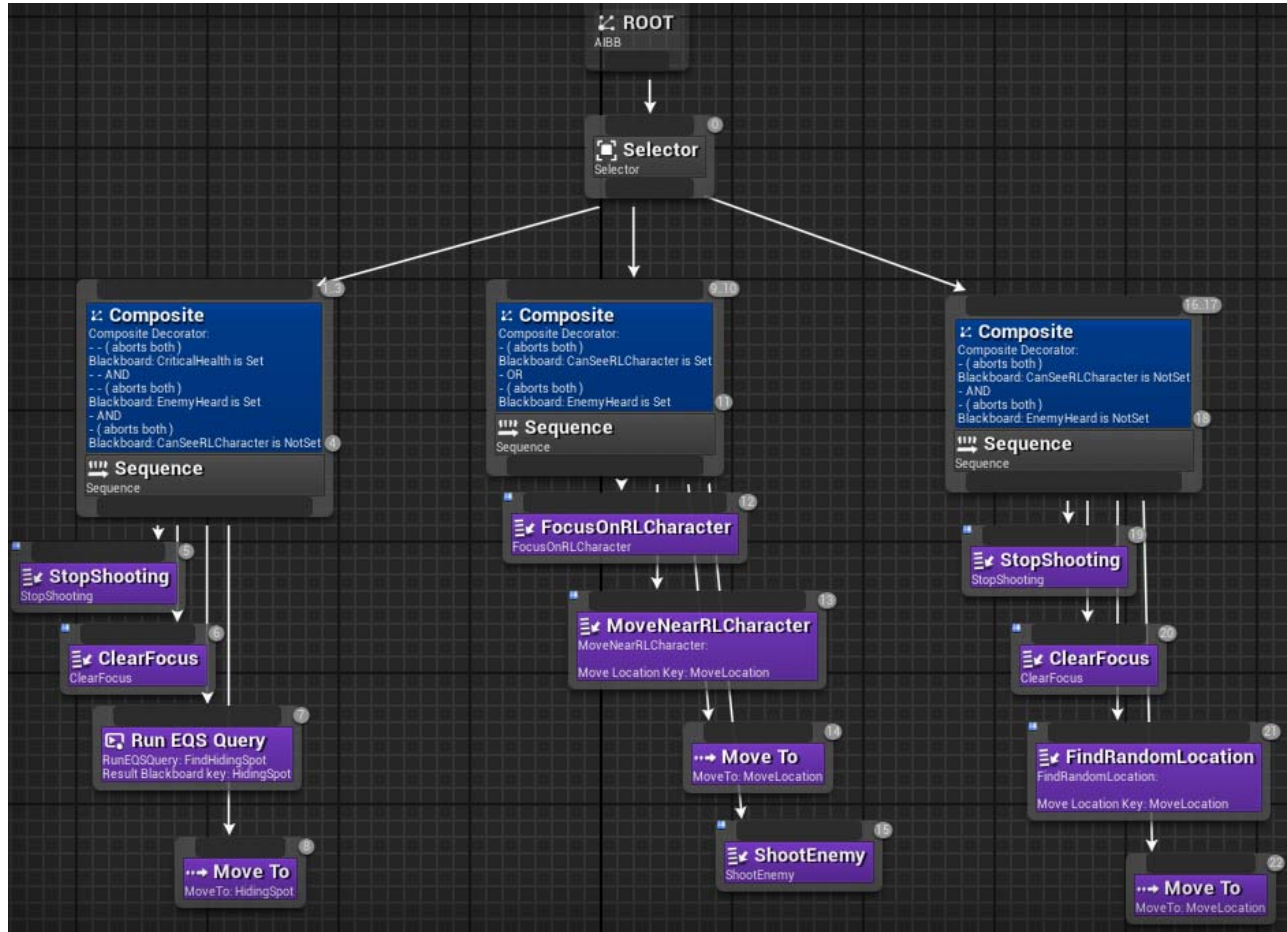 ROOT
AIBB
0
Selector
Selector
1..3
Composite
Composite Decorator:
- - ( aborts both )
Blackboard: CriticalHealth is Set
- - AND
- - ( aborts both )
Blackboard: EnemyHeard is Set
- AND
- ( aborts both )
Blackboard: CanSeeRLCharacter is NotSet
4
Sequence
Sequence
5
StopShooting
StopShooting
6
ClearFocus
ClearFocus
7
Run EQS Query
RunEQSQuery: FindHidingSpot
Result Blackboard key: HidingSpot
8
Move To
MoveTo: HidingSpot
9..10
Composite
Composite Decorator:
- ( aborts both )
Blackboard: CanSeeRLCharacter is Set
- OR
- ( aborts both )
Blackboard: EnemyHeard is Set
11
Sequence
Sequence
12
FocusOnRLCharacter
FocusOnRLCharacter
13
MoveNearRLCharacter
MoveNearRLCharacter:
Move Location Key: MoveLocation
14
Move To
MoveTo: MoveLocation
15
ShootEnemy
ShootEnemy
16..17
Composite
Composite Decorator:
- ( aborts both )
Blackboard: CanSeeRLCharacter is NotSet
- AND
- ( aborts both )
Blackboard: EnemyHeard is NotSet
18
Sequence
Sequence
19
StopShooting
StopShooting
20
ClearFocus
ClearFocus
21
FindRandomLocation
FindRandomLocation:
Move Location Key: MoveLocation
22
Move To
MoveTo: MoveLocation